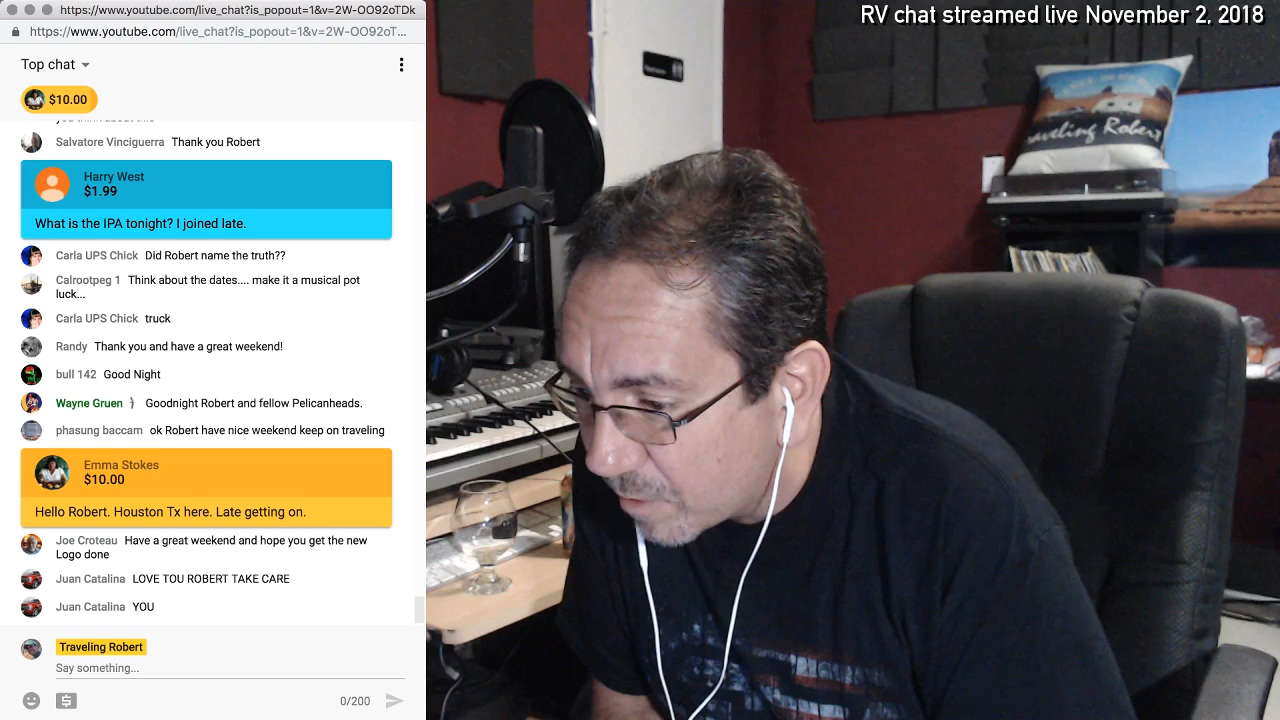 https://www.youtube.com/live_chat?is_popout=1&v=2W-OO92oTDk
https://www.youtube.com/live_chat?is_popout=1&v=2W-OO92oT...
Top chat
$10.00
Salvatore Vinciguerra Thank you Robert
Harry West
$1.99
What is the IPA tonight? I joined late.
Carla UPS Chick Did Robert name the truth??
Calrootpeg 1 Think about the dates.... make it a musical pot
luck...
Carla UPS Chick truck
Randy Thank you and have a great weekend!
bull 142 Good Night
Wayne Gruen Goodnight Robert and fellow Pelicanheads.
phasung baccam ok Robert have nice weekend keep on traveling
Emma Stokes
$10.00
Hello Robert. Houston Tx here. Late getting on.
Joe Croteau Have a great weekend and hope you get the new
Logo done
Juan Catalina LOVE TOU ROBERT TAKE CARE
Juan Catalina YOU
Traveling Robert
Say something...
0/200
RV chat streamed live November 2, 2018
Traveling Robert